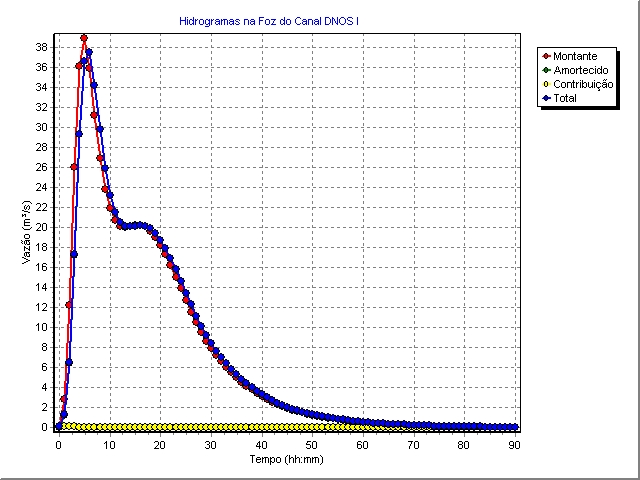 Hidrogramas na Foz do Canal DNOS I
Montante
Amortecido
Contribuição
Total
Vazão (m³/s)
38
36
34
32
30
28
26
24
22
20
18
16
14
12
10
8
6
4
2
0
0 10 20 30 40 50 60 70 80 90
Tempo (hh:mm)